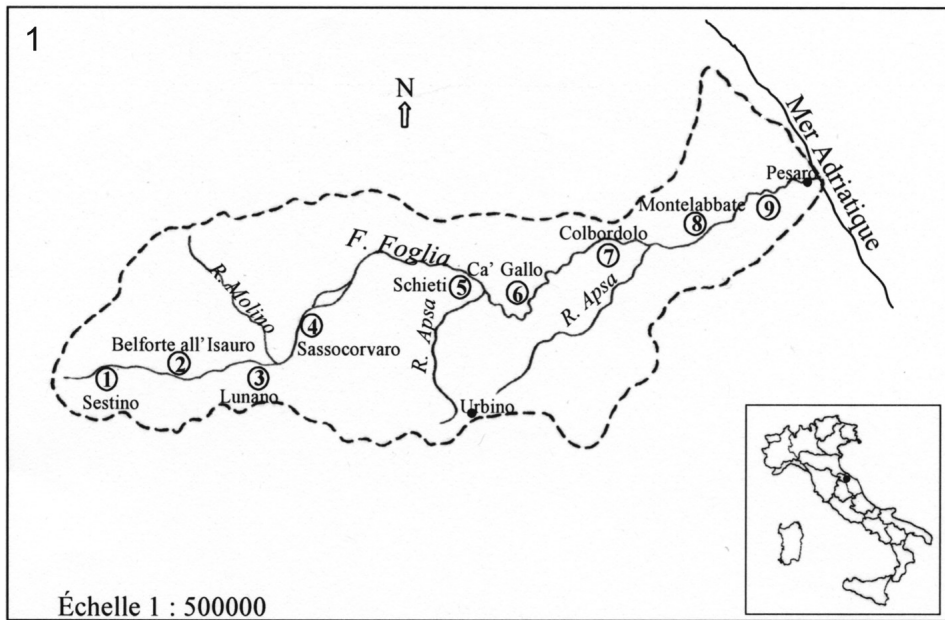 1
N
Mer Adriatique
Pesaro
Montelabbate
9
8
Colbordolo
7
F. Foglia
Ca' Gallo
Schieti
5
6
R. Apsa
R. Molino
4
Sassocorvaro
R. Apsa
Belforte all'Isauro
2
1
3
Sestino
Lunano
Urbino
Échelle 1 : 500000